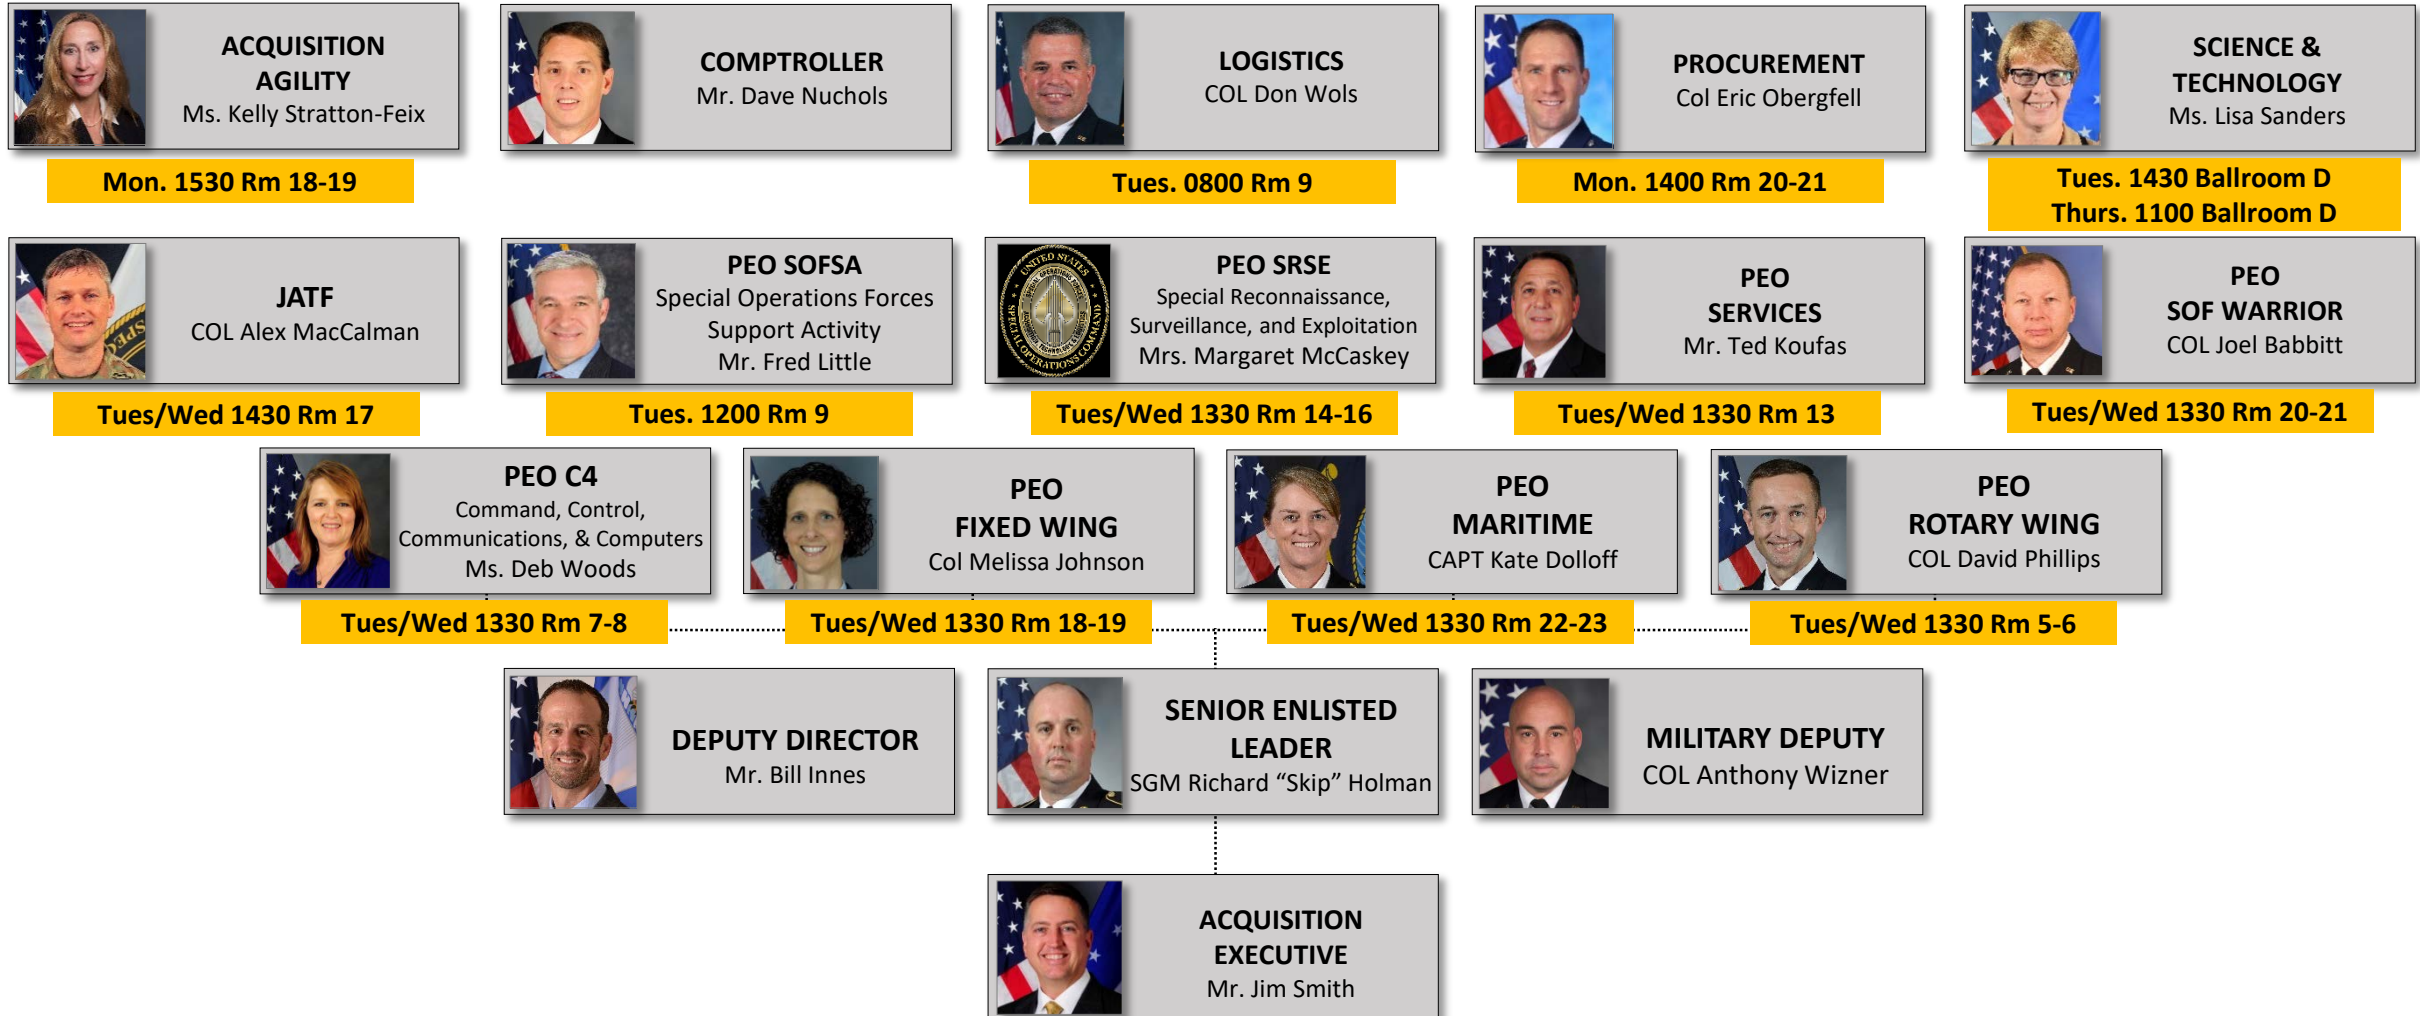 ACQUISITION
AGILITY
Ms. Kelly Stratton-Feix
Mon. 1530 Rm 18-19
COMPTROLLER
Mr. Dave Nuchols
LOGISTICS
COL Don Wols
Tues. 0800 Rm 9
PROCUREMENT
Col Eric Obergfell
Mon. 1400 Rm 20-21
SCIENCE &
TECHNOLOGY
Ms. Lisa Sanders
Tues. 1430 Ballroom D
Thurs. 1100 Ballroom D
JATF
COL Alex MacCalman
Tues/Wed 1430 Rm 17
PEO SOFSA
Special Operations Forces
Support Activity
Mr. Fred Little
Tues. 1200 Rm 9
UNITED STATES
SPECIAL OPERATIONS COMMAND
PEO SRSE
Special Reconnaissance,
Surveillance, and Exploitation
Mrs. Margaret McCaskey
Tues/Wed 1330 Rm 14-16
PEO
SERVICES
Mr. Ted Koufas
Tues/Wed 1330 Rm 13
PEO
SOF WARRIOR
COL Joel Babbitt
Tues/Wed 1330 Rm 20-21
PEO C4
Command, Control,
Communications, & Computers
Ms. Deb Woods
Tues/Wed 1330 Rm 7-8
PEO
FIXED WING
Col Melissa Johnson
Tues/Wed 1330 Rm 18-19
PEO
MARITIME
CAPT Kate Dolloff
Tues/Wed 1330 Rm 22-23
PEO
ROTARY WING
COL David Phillips
Tues/Wed 1330 Rm 5-6
DEPUTY DIRECTOR
Mr. Bill Innes
SENIOR ENLISTED
LEADER
SGM Richard “Skip” Holman
MILITARY DEPUTY
COL Anthony Wizner
ACQUISITION
EXECUTIVE
Mr. Jim Smith